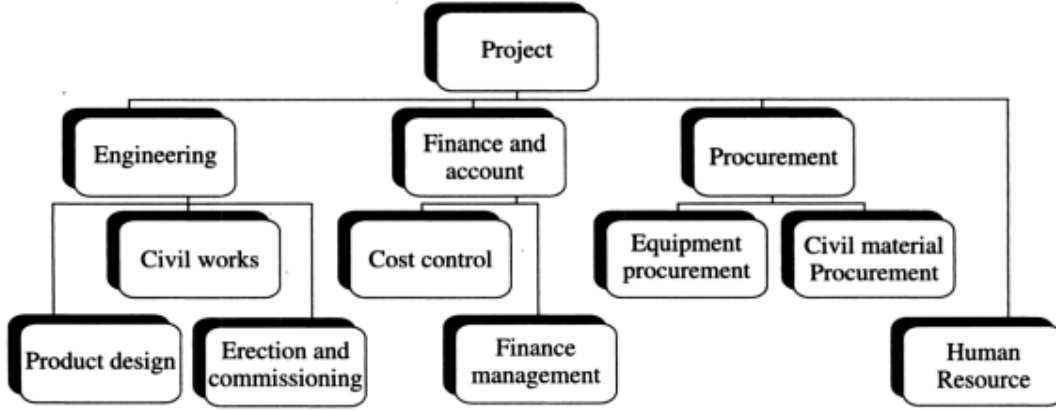 Project
Engineering
Finance and
account
Procurement
Civil works
Cost control
Equipment
procurement
Civil material
Procurement
Product design
Erection and
commissioning
Finance
management
Human
Resource